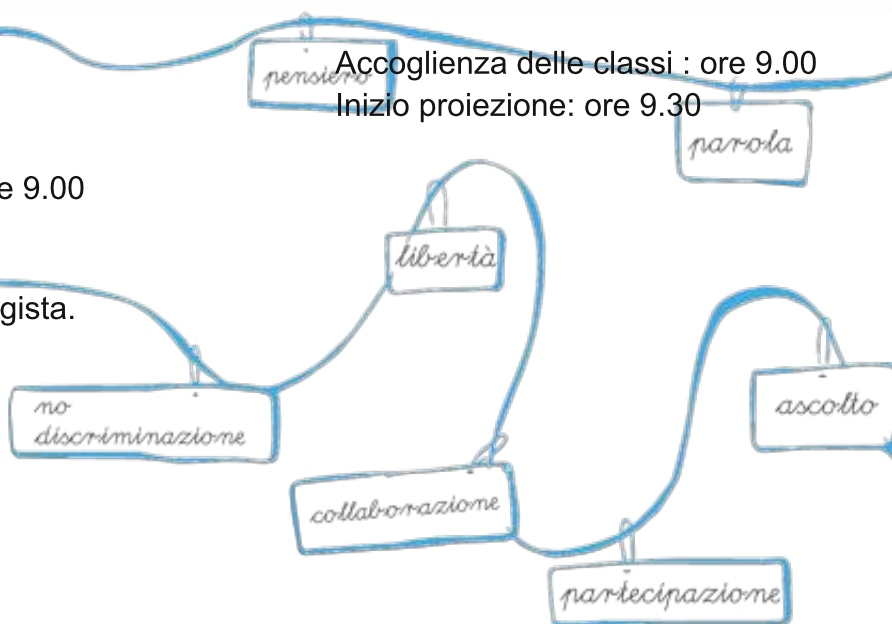 Accoglienza delle classi : ore 9.00
pensiero
Inizio proiezione: ore 9.30
parola
e 9.00
libertà
gista.
no
discriminazione
ascolto
collaborazione
partecipazione